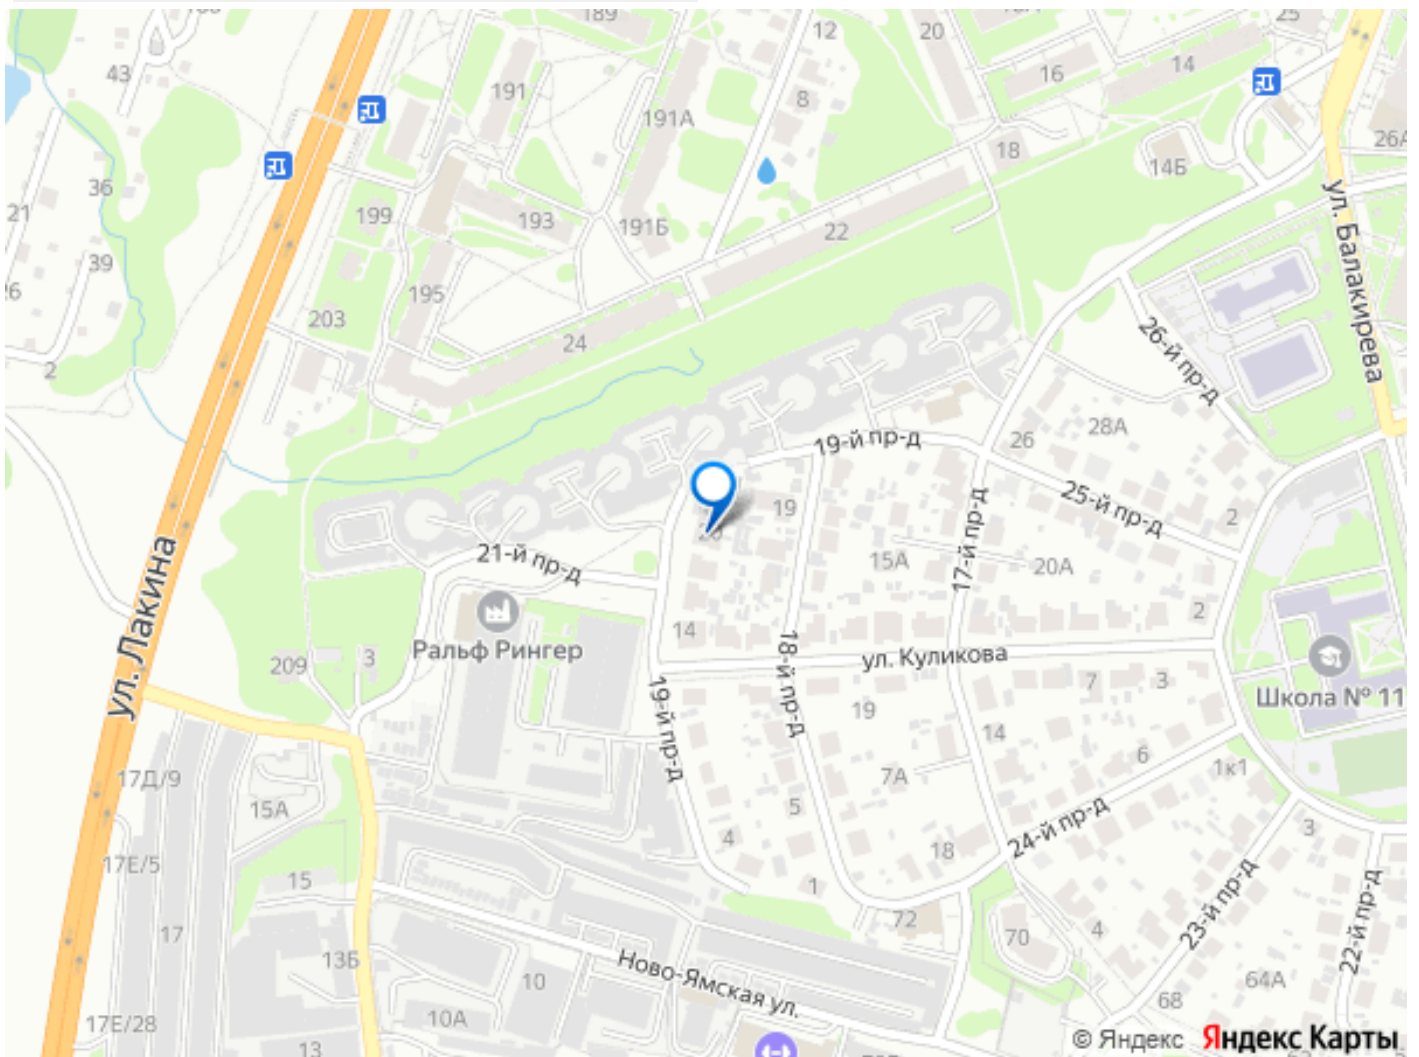 189
12
20
25
43
191
16
14
8
191А
26А
18
14Б
36
21
199
193
191Б
22
ул. Балакирева
39
26
195
203
24
2
26-й пр-д
19-й пр-д
26
28А
25-й пр-д
2
19
20
17-й пр-д
15А
20А
21-й пр-д
ул. Лакина
Ральф Рингер
14
18-й пр-д
ул. Куликова
2
209
3
7
3
Школа № 11
19-й пр-д
19
14
6
1к1
7А
17Д/9
15А
5
4
24-й пр-д
3
18
17Е/5
15
1
23-й пр-д
22-й пр-д
72
70
4
17
13Б
10
Ново-Ямская ул.
64А
68
17Е/28
10А
13
© Яндекс Яндекс Карты